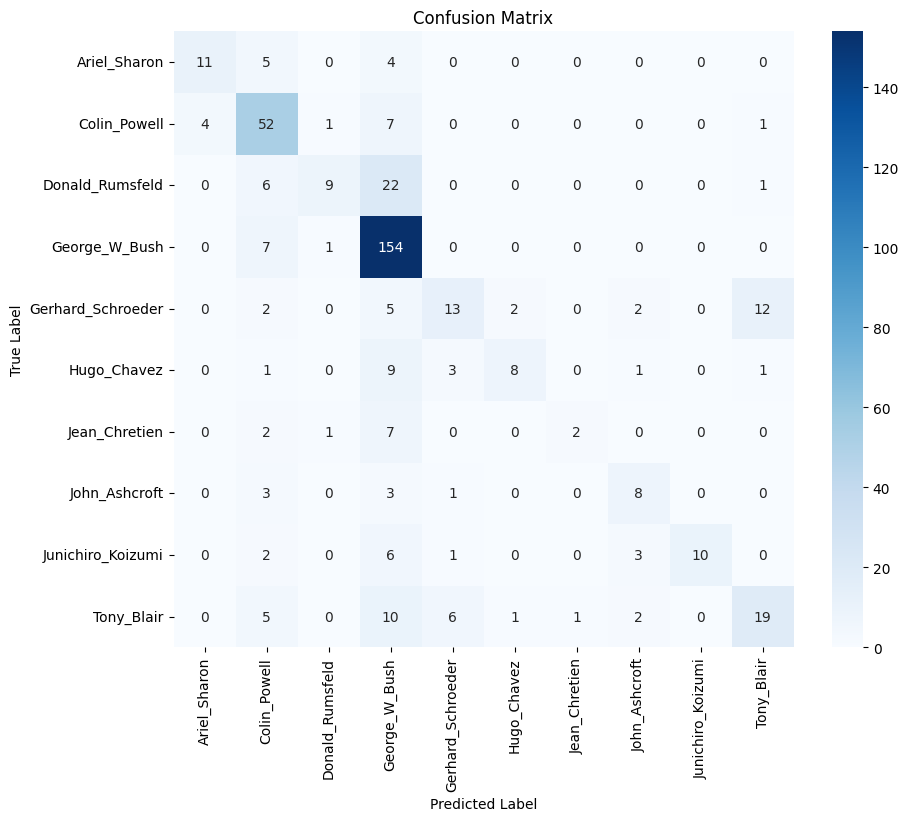 Confusion Matrix
True Label
Ariel_Sharon 11 5 0 4 0 0 0 0 0 0
Colin_Powell 4 52 1 7 0 0 0 0 0 1
Donald_Rumsfeld 0 6 9 22 0 0 0 0 0 1
George_W_Bush 0 7 1 154 0 0 0 0 0 0
Gerhard_Schroeder 0 2 0 5 13 2 0 2 0 12
Hugo_Chavez 0 1 0 9 3 8 0 1 0 1
Jean_Chretien 0 2 1 7 0 0 2 0 0 0
John_Ashcroft 0 3 0 3 1 0 0 8 0 0
Junichiro_Koizumi 0 2 0 6 1 0 0 3 10 0
Tony_Blair 0 5 0 10 6 1 1 2 0 19
Ariel_Sharon
Colin_Powell
Donald_Rumsfeld
George_W_Bush
Gerhard_Schroeder
Hugo_Chavez
Jean_Chretien
John_Ashcroft
Junichiro_Koizumi
Tony_Blair
Predicted Label
140
120
100
80
60
40
20
0